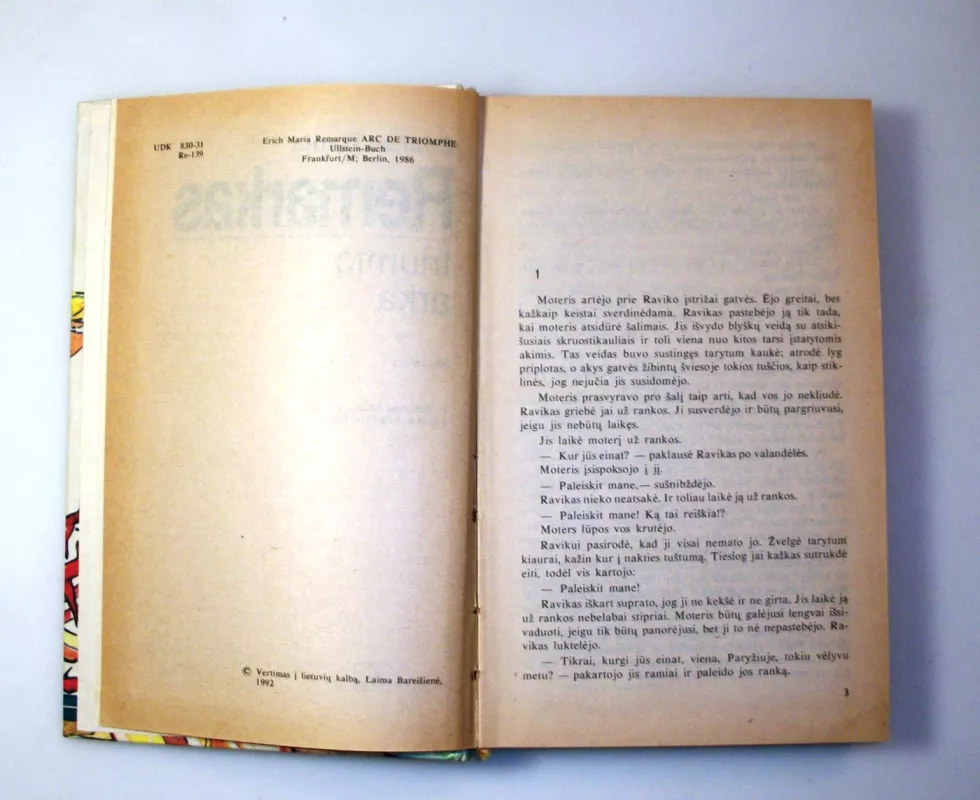 UDK 830-31
Re-139
Erich Maria Remarque ARC DE TRIOMPHE
Ullstein-Buch
Frankfurt/M; Berlin, 1986
Remarkas
triumfo
arka
© Vertimas į lietuvių kalbą, Laima Bareišienė,
1992
1
Moteris artėjo prie Raviko įstrižai gatvės. Ėjo greitai, bet
kažkaip keistai sverdinėdama. Ravikas pastebėjo ją tik tada,
kai moteris atsidūrė šalimais. Jis išvydo blyškų veidą su atsiki-
šusiais skruostikauliais ir toli viena nuo kitos tarsi įstatytomis
akimis. Tas veidas buvo sustingęs tarytum kaukė; atrodė lyg
priplotas, o akys gatvės žibintų šviesoje tokios tuščios, kaip stik-
linės, jog nejučia jis susidomėjo.
Moteris prasvyravo pro šalį taip arti, kad vos jo nekliudė.
Ravikas griebė jai už rankos. Ji susverdėjo ir būtų pargriuvusi,
jeigu jis nebūtų laikęs.
Jis laikė moterį už rankos.
— Kur jūs einat? — paklausė Ravikas po valandėlės.
Moteris įsispoksojo į jį.
— Paleiskit mane,— sušnibždėjo.
Ravikas nieko neatsakė. Ir toliau laikė ją už rankos.
— Paleiskit mane! Ką tai reiškia!?
Moters lūpos vos krutėjo.
Ravikui pasirodė, kad ji visai nemato jo. Žvelgė tarytum
kiaurai, kažin kur į nakties tuštumą. Tiesiog jai kažkas sutrukdė
eiti, todėl vis kartojo:
— Paleiskit mane!
Ravikas iškart suprato, jog ji ne kekšė ir ne girta. Jis laikė ją
už rankos nebelabai stipriai. Moteris būtų galėjusi lengvai išsi-
vaduoti, jeigu tik būtų panorėjusi, bet ji to nė nepastebėjo. Ra-
vikas luktelėjo.
— Tikrai, kurgi jūs einat, viena, Paryžiuje, tokiu vėlyvu
metu? — pakartojo jis ramiai ir paleido jos ranką.
3